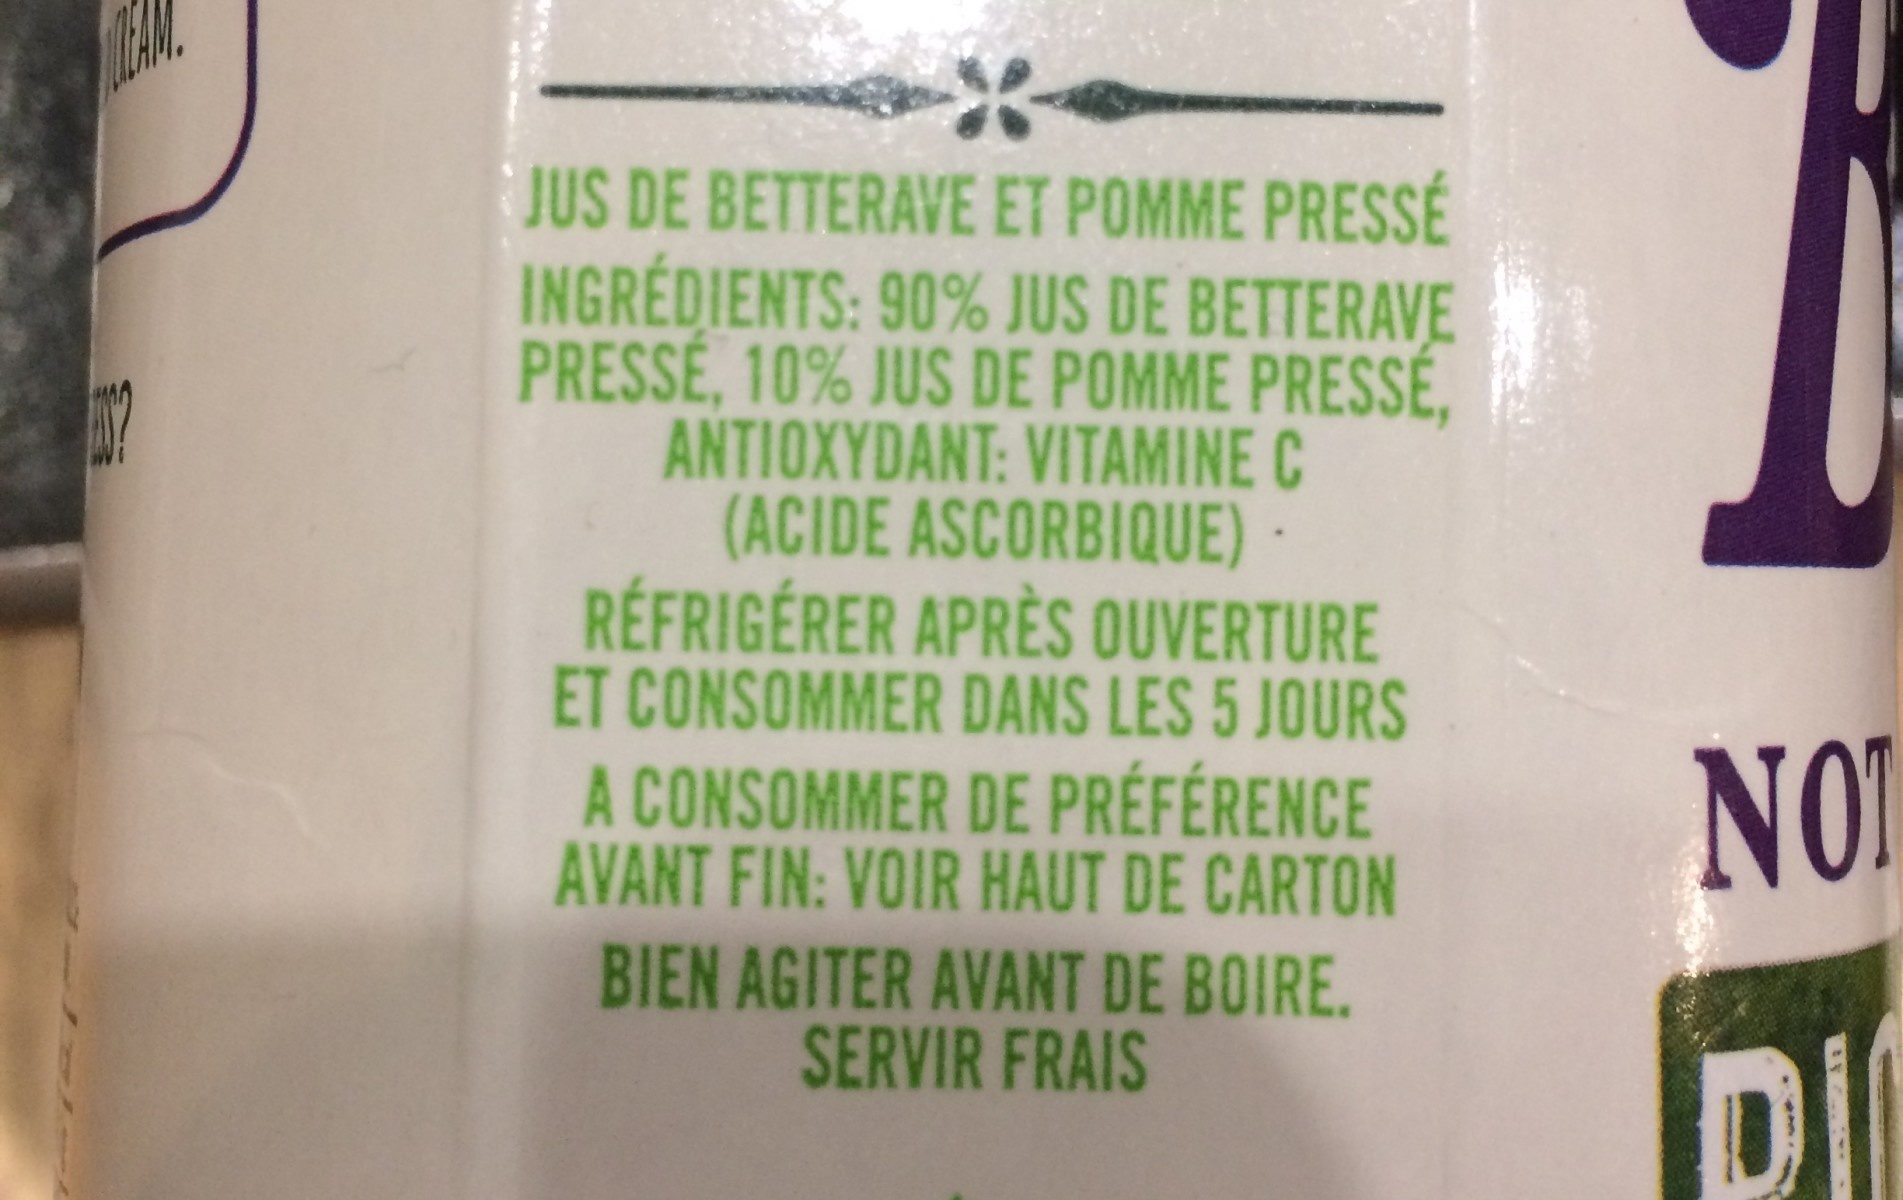 CREAM.
JUS DE BETTERAVE ET POMME PRESSÉ
INGRÉDIENTS: 90% JUS DE BETTERAVE
PRESSÉ, 10% JUS DE POMME PRESSÉ,
ANTIOXYDANT: VITAMINE C
(ACIDE ASCORBIQUE)
RÉFRIGÉRER APRÈS OUVERTURE
ET CONSOMMER DANS LES 5 JOURS
A CONSOMMER DE PRÉFÉRENCE
AVANT FIN: VOIR HAUT DE CARTON
BIEN AGITER AVANT DE BOIRE.
SERVIR FRAIS
NOT